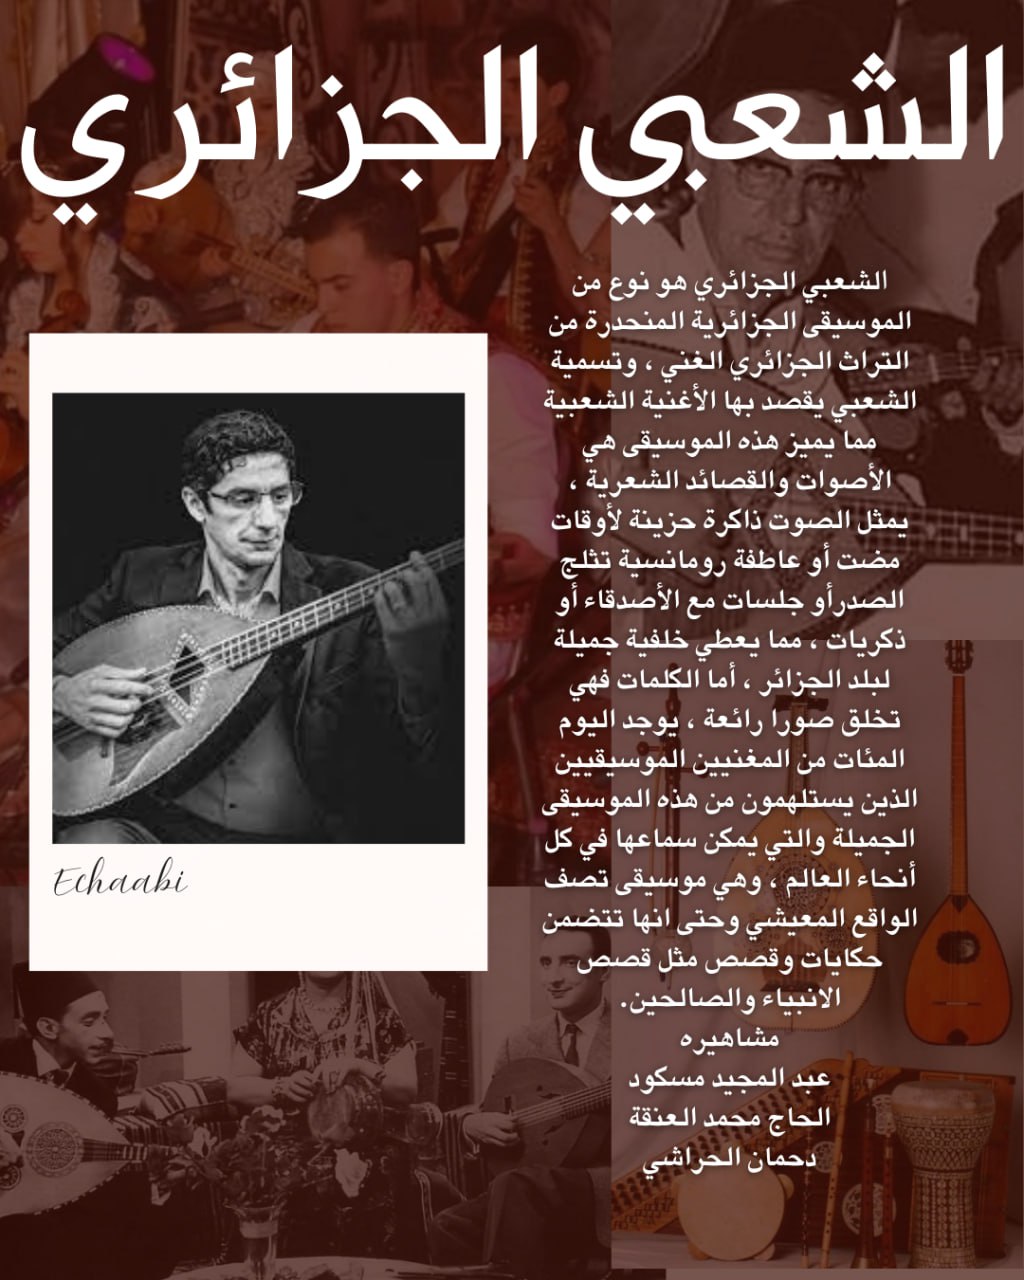 الشعبي الجزائري
الشعبي الجزائري هو نوع من
الموسيقى الجزائرية المنحدرة من
التراث الجزائري الغني ، وتسمية
الشعبي يقصد بها الأغنية الشعبية
مما يميز هذه الموسيقى هي
الأصوات والقصائد الشعرية ،
يمثل الصوت ذاكرة حزينة لأوقات
مضت أو عاطفة رومانسية تثلج
الصدرأو جلسات مع الأصدقاء أو
ذكريات ، مما يعطي خلفية جميلة
لبلد الجزائر ، أما الكلمات فهي
تخلق صورا رائعة ، يوجد اليوم
المئات من المغنيين الموسيقيين
الذين يستلهمون من هذه الموسيقى
الجميلة والتي يمكن سماعها في كل
أنحاء العالم ، وهي موسيقى تصف
الواقع المعيشي وحتى انها تتضمن
حكايات وقصص مثل قصص
الانبياء والصالحين.
مشاهيره
عبد المجيد مسكود
الحاج محمد العنقة
دحمان الحراشي
Echaabi